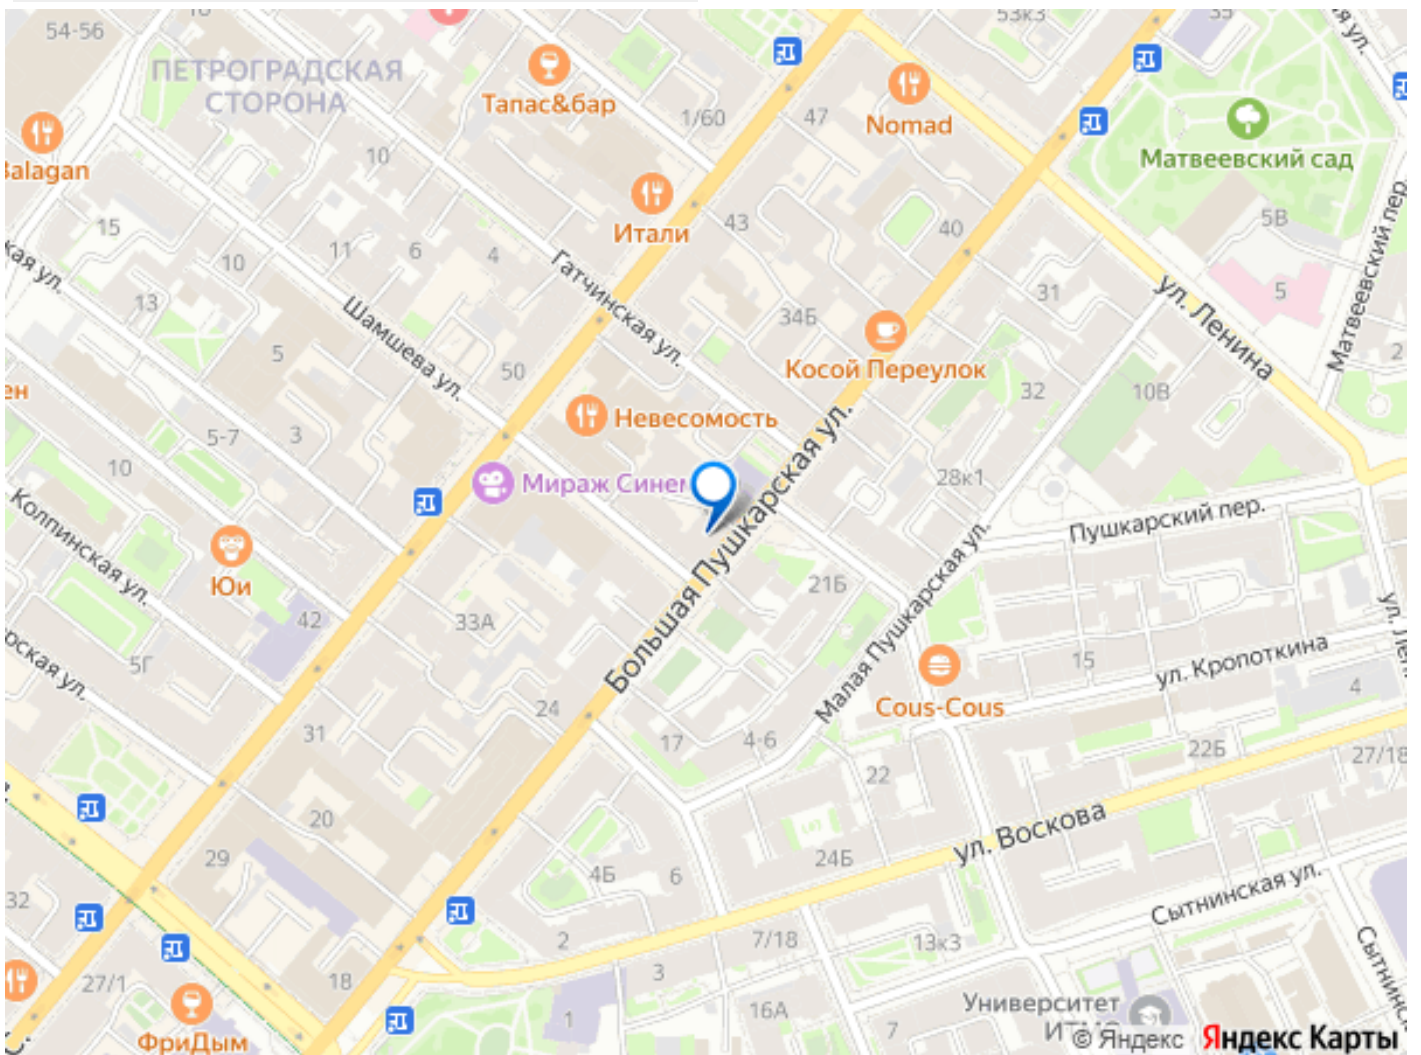 54-56
16
53к3
35
ПЕТРОГРАДСКАЯ
СТОРОНА
Тапас&бар
1/60
47
Nomad
Матвеевский сад
Balagan
10
15
11
6
4
10
13
Итали
43
40
5В
5
Матвеевский пер.
2
Гатчинская ул.
Шамшева ул.
34Б
31
ул. Ленина
Косой Переулок
5
50
32
10В
Невесомость
5-7
3
10
Мираж Синем
28к1
Пушкарский пер.
Большая Пушкарская ул.
Малая Пушкарская ул.
Колпинская ул.
Юи
42
33А
21Б
5Г
15
ул. Кропоткина
4
Cous-Cous
24
31
17
4-6
22
22Б
27/18
20
29
24Б
ул. Воскова
4Б
6
32
Сытнинская ул.
2
7/18
13к3
3
18
27/1
16А
1
7
Университет
ИТМО
ФриДым
© Яндекс Яндекс Карты